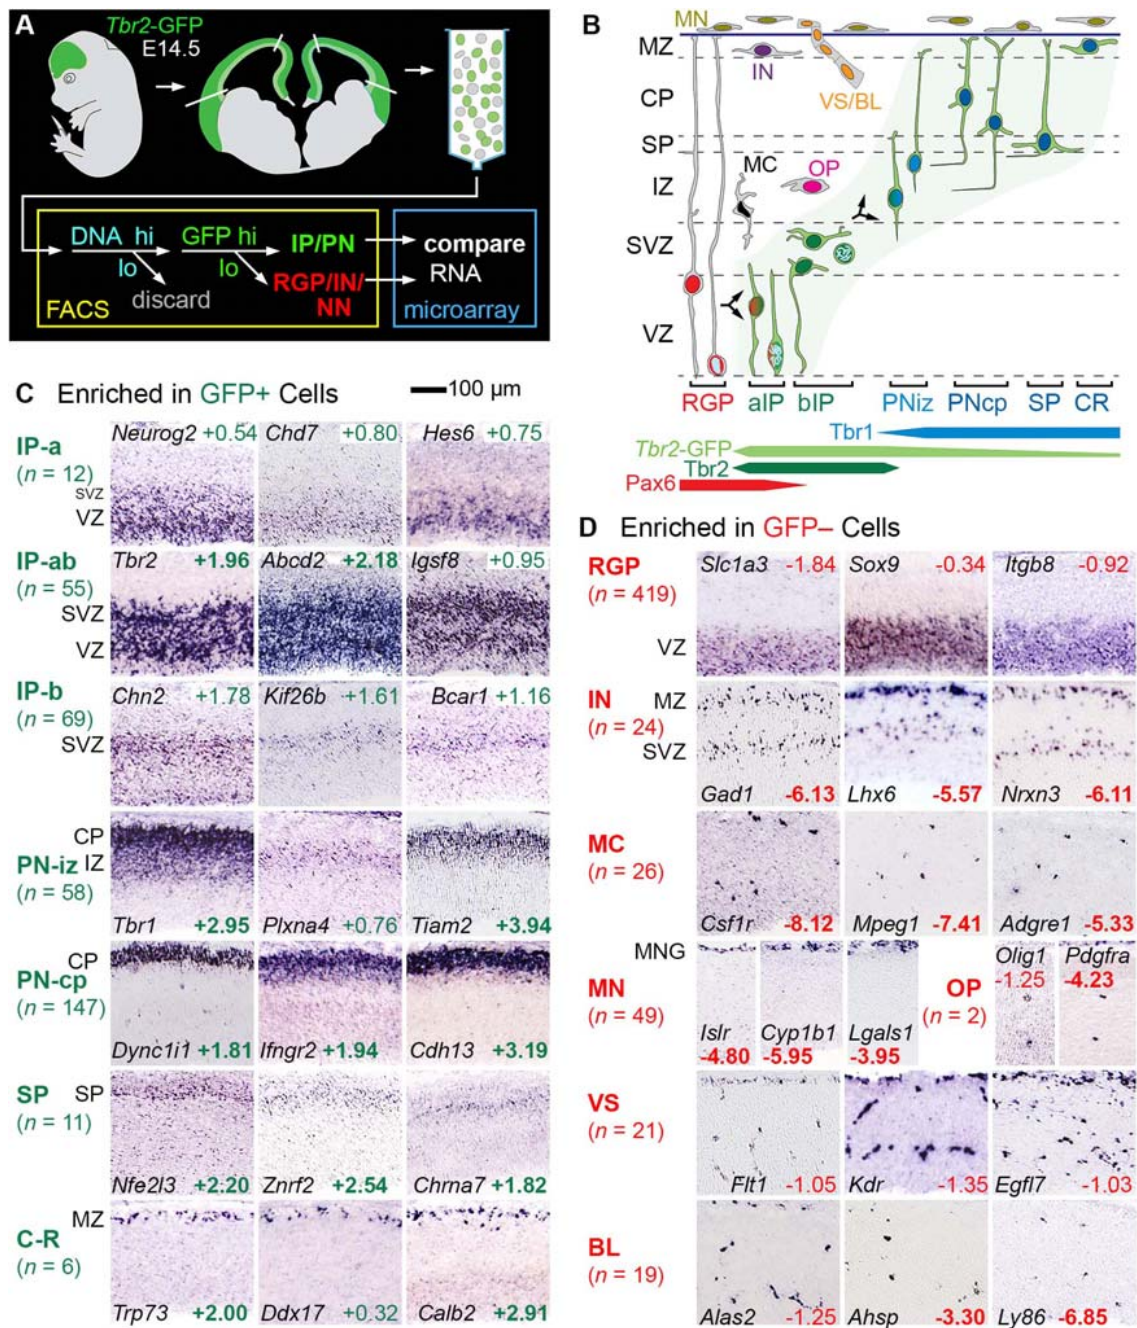 A
Tbr2-GFP
E14.5
DNA hi
lo
discard
GFP hi
lo
IP/PN
RGP/IN/
NN
FACS
compare
RNA
microarray
B
MN
MZ
IN
VS/BL
CP
SP
MC
OP
IZ
SVZ
VZ
RGP aIP bIP PNiz PNcp SP CR
Tbr1
Tbr2-GFP
Tbr2
Pax6
C Enriched in GFP+ Cells
100 µm
IP-a
(n = 12)
SVZ
VZ
Neurog2 +0.54 Chd7 +0.80 Hes6 +0.75
IP-ab
(n = 55)
SVZ
VZ
Tbr2 +1.96 Abcd2 +2.18 Igsf8 +0.95
IP-b
(n = 69)
SVZ
Chn2 +1.78 Kif26b +1.61 Bcar1 +1.16
CP
PN-iz IZ
(n = 58)
Tbr1 +2.95 Plxna4 +0.76 Tiam2 +3.94
CP
PN-cp
(n = 147)
Dync1i1 +1.81 Ifngr2 +1.94 Cdh13 +3.19
SP SP
(n = 11)
Nfe2l3 +2.20 Znrf2 +2.54 Chrna7 +1.82
MZ
C-R
(n = 6)
Trp73 +2.00 Ddx17 +0.32 Calb2 +2.91
D Enriched in GFP– Cells
RGP
(n = 419)
VZ
Slc1a3 -1.84 Sox9 -0.34 Itgb8 -0.92
IN MZ
(n = 24)
SVZ
Gad1 -6.13 Lhx6 -5.57 Nrxn3 -6.11
MC
(n = 26)
Csf1r -8.12 Mpeg1 -7.41 Adgre1 -5.33
MNG
MN
(n = 49)
Islr Cyp1b1 Lgals1
-4.80 -5.95 -3.95
OP
(n = 2)
Olig1 Pdgfra
-1.25 -4.23
VS
(n = 21)
Flt1 -1.05 Kdr -1.35 Egfl7 -1.03
BL
(n = 19)
Alas2 -1.25 Ahsp -3.30 Ly86 -6.85